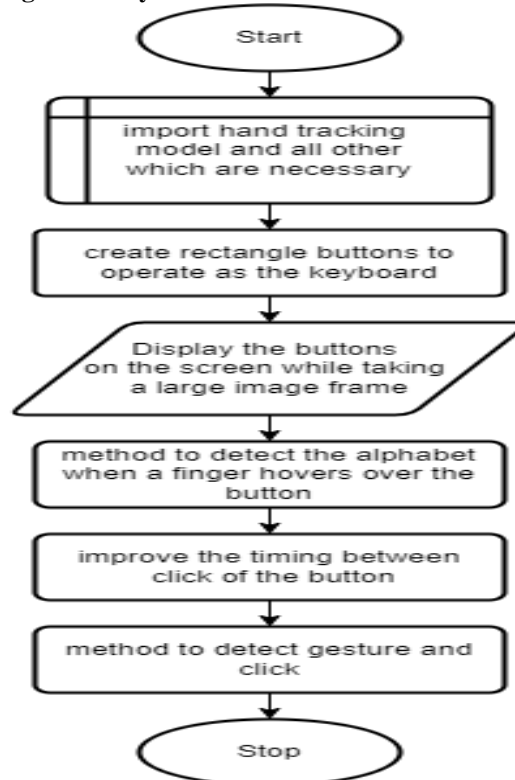 Start
import hand tracking
model and all other
which are necessary
create rectangle buttons to
operate as the keyboard
Display the buttons
on the screen while taking
a large image frame
method to detect the alphabet
when a finger hovers over the
button
improve the timing between
click of the button
method to detect gesture and
click
Stop